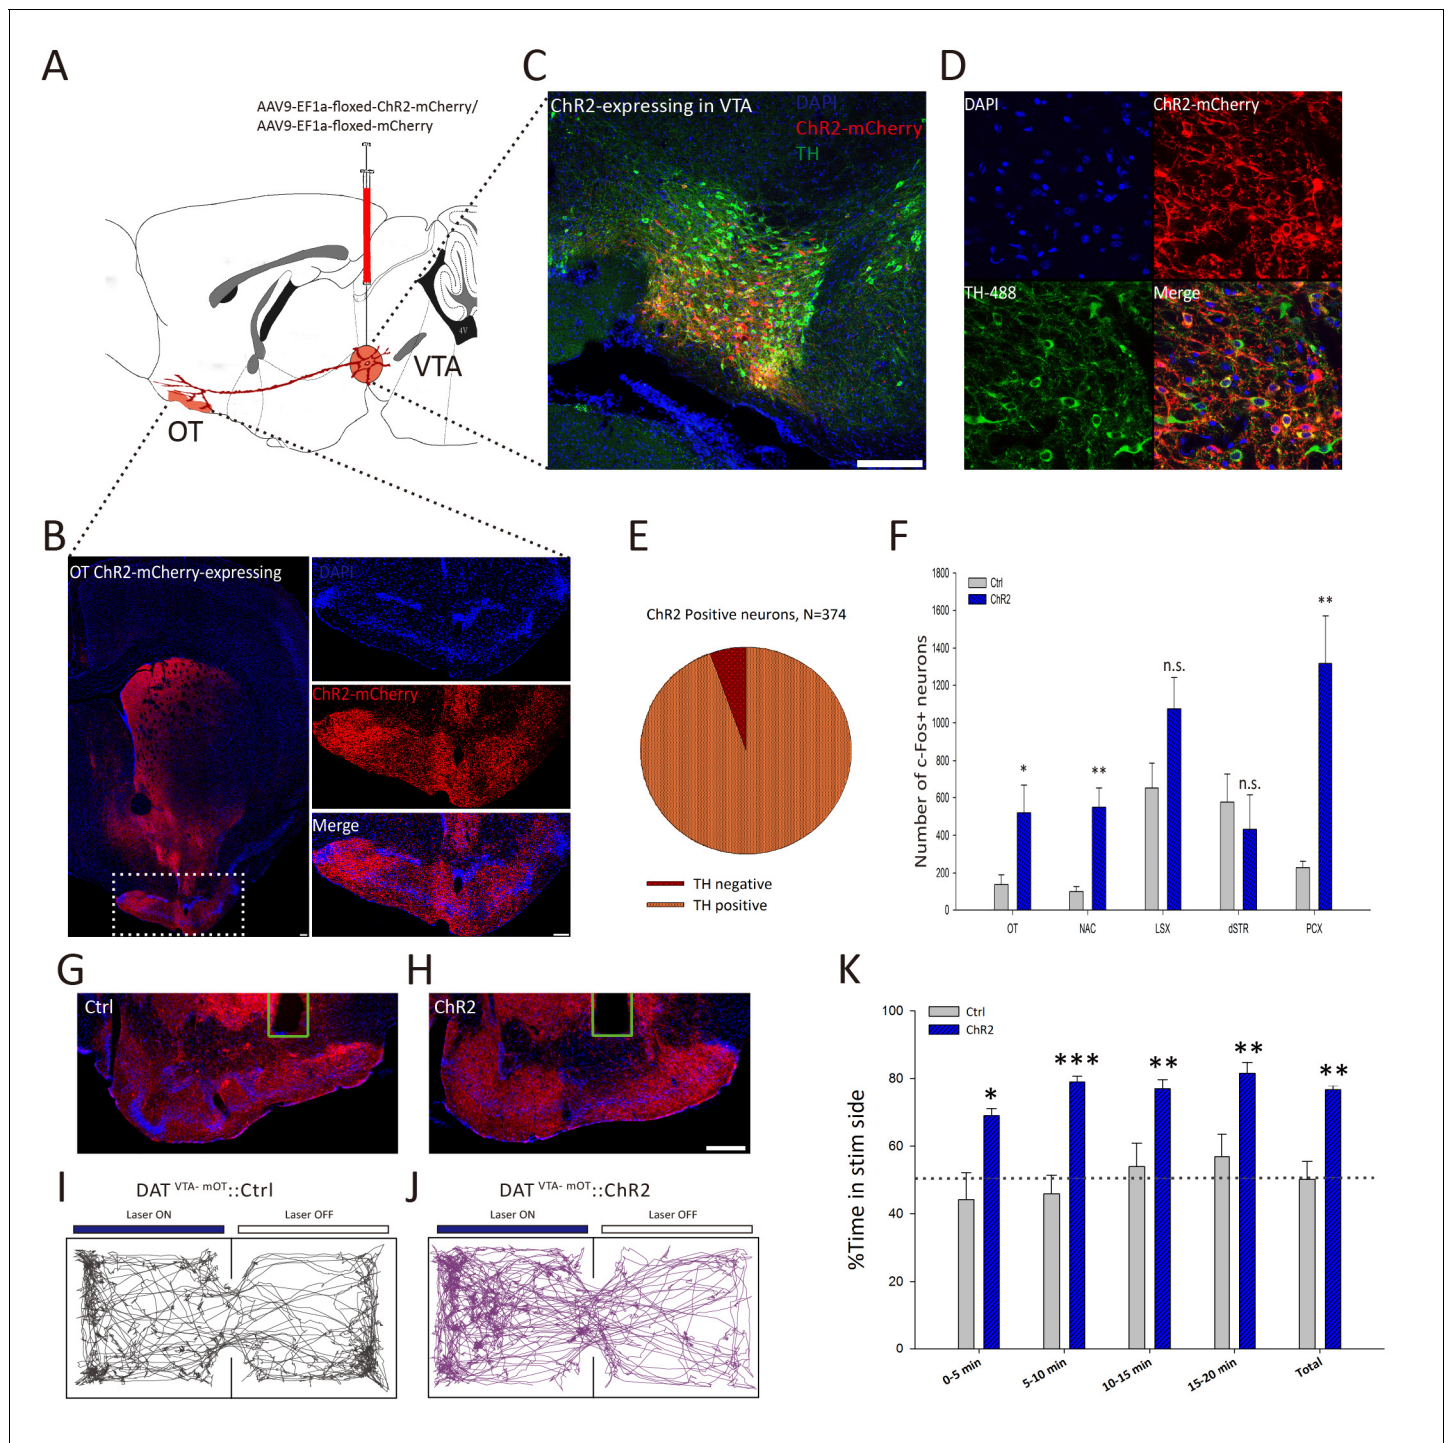 A
AAV9-EF1a-floxed-ChR2-mCherry/
AAV9-EF1a-floxed-mCherry
4V
VTA
OT
C
ChR2-expressing in VTA
DAPI
ChR2-mCherry
TH
D
DAPI
ChR2-mCherry
TH-488
Merge
B
OT ChR2-mCherry-expressing
DAPI
ChR2-mCherry
Merge
E
ChR2 Positive neurons, N=374
TH negative
TH positive
F
Number of c-Fos+ neurons
1800
1600
1400
1200
1000
800
600
400
200
0
Ctrl
ChR2
*
**
n.s.
n.s.
**
OT
NAC
LSX
dSTR
PCX
G
Ctrl
H
ChR2
I
DAT VTA- mOT::Ctrl
Laser ON
Laser OFF
J
DAT VTA- mOT::ChR2
Laser ON
Laser OFF
K
%Time in stim side
100
80
60
40
20
0
Ctrl
ChR2
*
***
**
**
**
0-5 min
5-10 min
10-15 min
15-20 min
Total